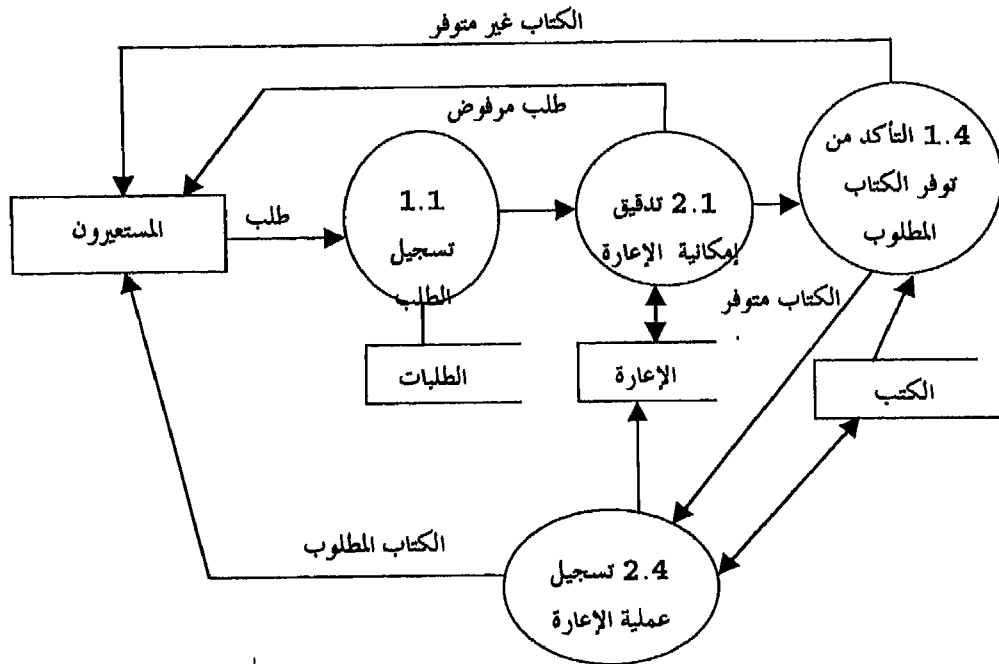 الكتاب غير متوفر
طلب مرفوض
1.4 التأكد من
توفر الكتاب
المطلوب
2.1 تدقيق
إمكانية الإعارة
1.1
تسجيل
الطلب
طلب
المستعيرون
الكتاب متوفر
الطلبات
الإعارة
الكتب
الكتاب المطلوب
2.4 تسجيل
عملية الإعارة